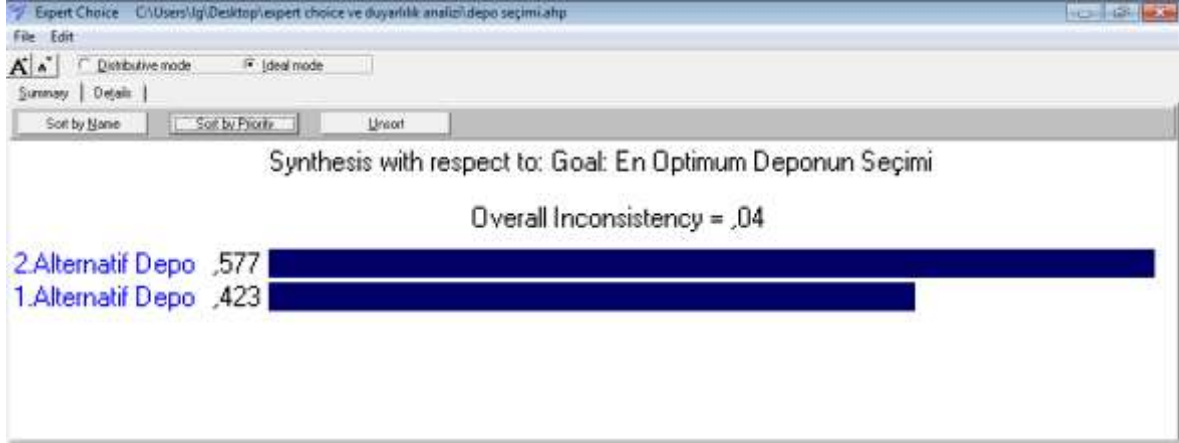 Expert Choice C:\Users\lg\Desktop\expert choice ve duyarlılık analizi\depo seçimi.ahp
File Edit
A A Distributive mode Ideal mode
Summary Details
Sort by Name Sort by Priority Unsort
Synthesis with respect to: Goal: En Optimum Deponun Seçimi
Overall Inconsistency = ,04
2.Alternatif Depo ,577
1.Alternatif Depo ,423